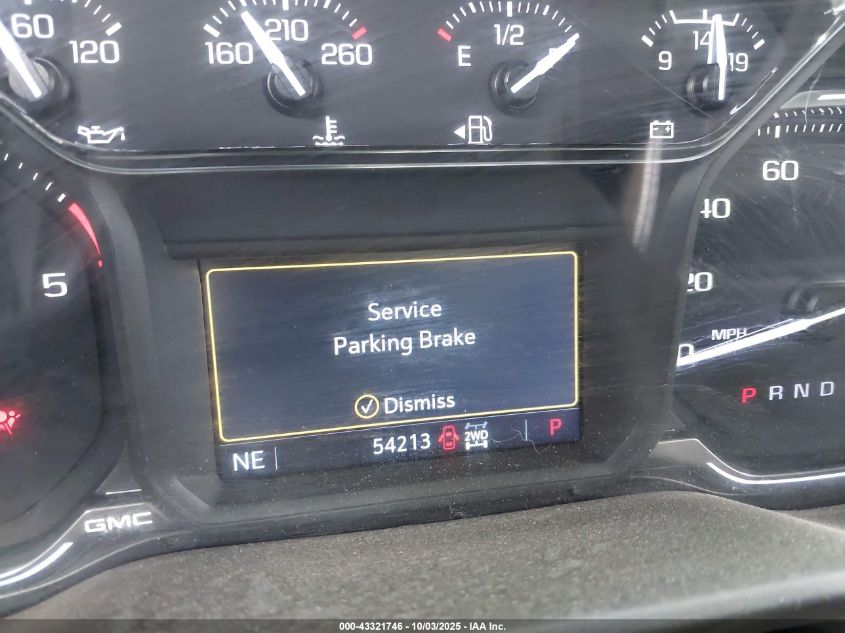 60
120
160
210
260
E
1/2
F
9
14
19
5
Service
Parking Brake
Dismiss
NE
54213
2WD
P
GMC
0
20
40
60
MPH
P R N D
000-43321746 - 10/03/2025 - IAA Inc.